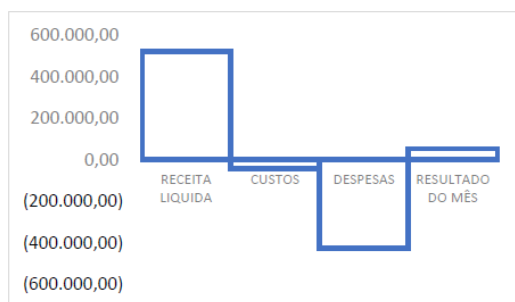 600.000,00
400.000,00
200.000,00
0,00
(200.000,00)
(400.000,00)
(600.000,00)
RECEITA
LIQUIDA
CUSTOS
DESPESAS
RESULTADO
DO MÊS